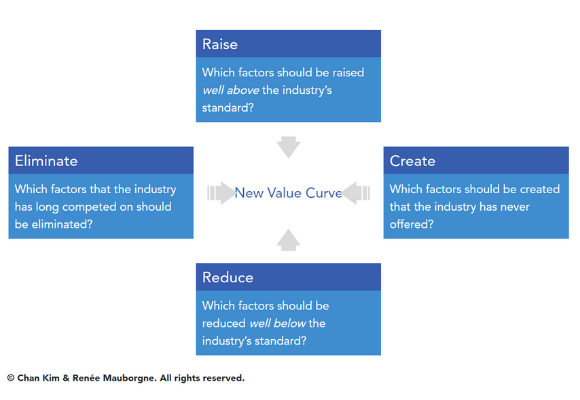 Raise
Which factors should be raised
well above the industry's
standard?
Eliminate
Which factors that the industry
has long competed on should
be eliminated?
New Value Curve
Create
Which factors should be created
that the industry has never
offered?
Reduce
Which factors should be
reduced well below the
industry's standard?
© Chan Kim & Renée Mauborgne. All rights reserved.